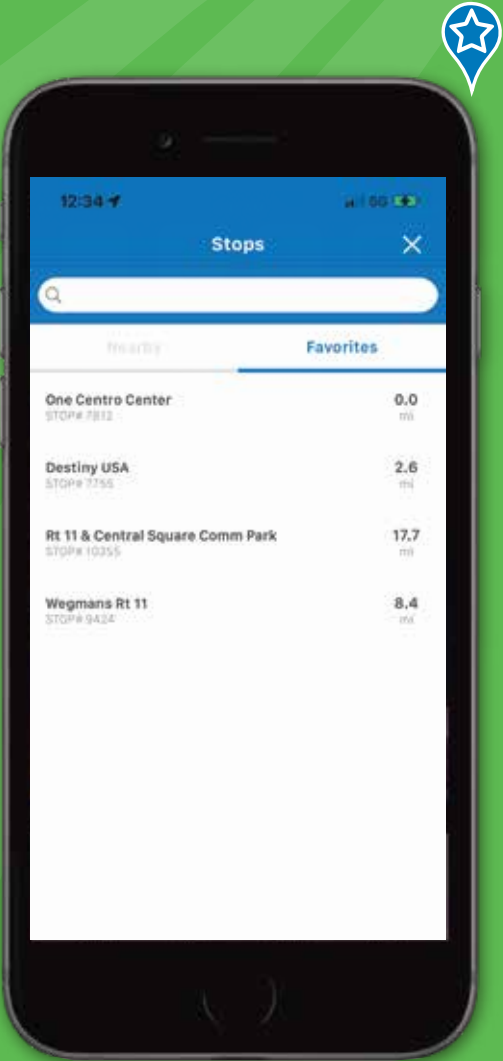 12:34
5G
Stops
Nearby
Favorites
One Centro Center
0.0
STOP# 7812
mi
Destiny USA
2.6
STOP# 7755
mi
Rt 11 & Central Square Comm Park
17.7
STOP# 10355
mi
Wegmans Rt 11
8.4
STOP# 9424
mi